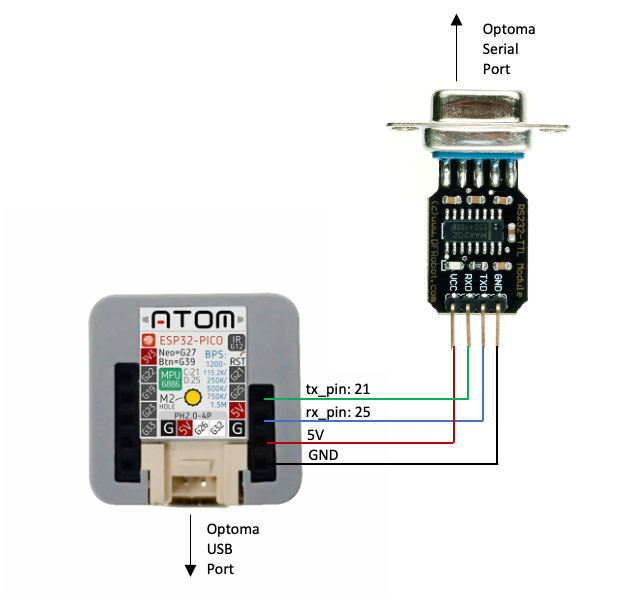 Optoma
Serial
Port
RS232-TTL Module
(c)www.DFRobot.com
MAX202
VCC
RXD
TXD
GND
ATOM
ESP32-PICO
IR
G12
3V3
Neo=G27
Btn=G39
BPS:
RST
1200~
115.2K/
250K/
500K/
750K/
1.5M
G22
G19
G23
G33
MPU
6886
C:21
D:25
G21
G25
5V
G
M2
HOLE
PH2.0-4P
G
5V
G26
G32
tx_pin: 21
rx_pin: 25
5V
GND
Optoma
USB
Port